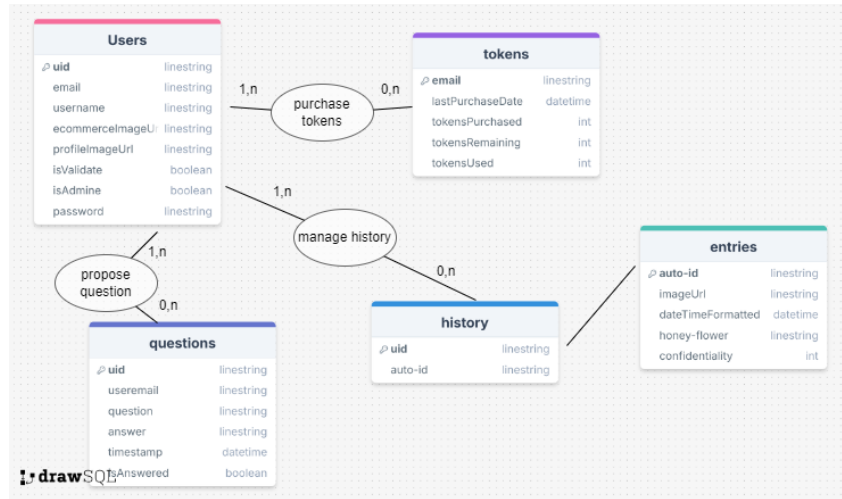 Users
uid linestring
email linestring
username linestring
ecommerceImageUr linestring
profileImageUrl linestring
isValidate boolean
isAdmine boolean
password linestring
1,n
purchase
tokens
0,n
tokens
email linestring
lastPurchaseDate datetime
tokensPurchased int
tokensRemaining int
tokensUsed int
1,n
manage history
0,n
1,n
propose
question
0,n
questions
uid linestring
useremail linestring
question linestring
answer linestring
timestamp datetime
isAnswered boolean
history
uid linestring
auto-id linestring
entries
auto-id linestring
imageUrl linestring
dateTimeFormatted datetime
honey-flower linestring
confidentiality int
drawSQL